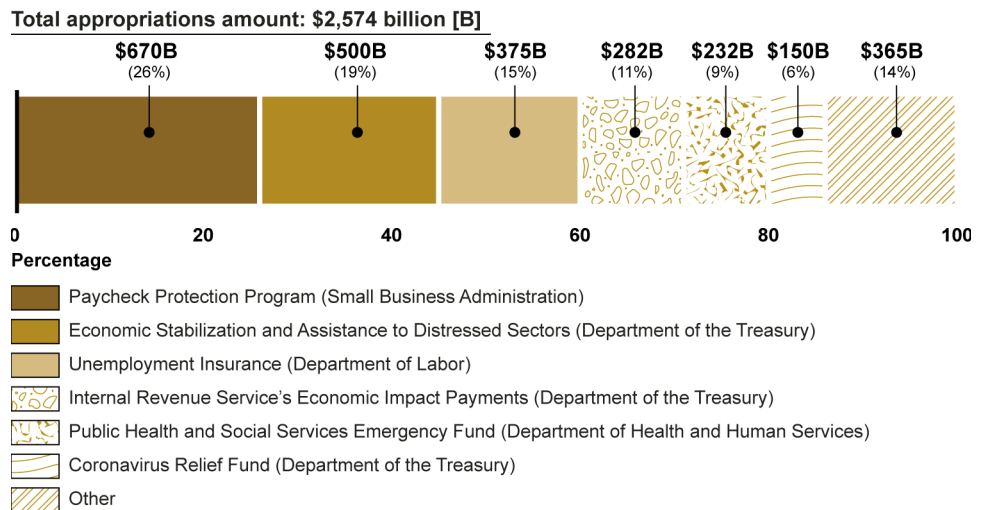 Total appropriations amount: $2,574 billion [B]
$670B $500B $375B $282B $232B $150B $365B
(26%) (19%) (15%) (11%) (9%) (6%) (14%)
0 20 40 60 80 100
Percentage
Paycheck Protection Program (Small Business Administration)
Economic Stabilization and Assistance to Distressed Sectors (Department of the Treasury)
Unemployment Insurance (Department of Labor)
Internal Revenue Service’s Economic Impact Payments (Department of the Treasury)
Public Health and Social Services Emergency Fund (Department of Health and Human Services)
Coronavirus Relief Fund (Department of the Treasury)
Other